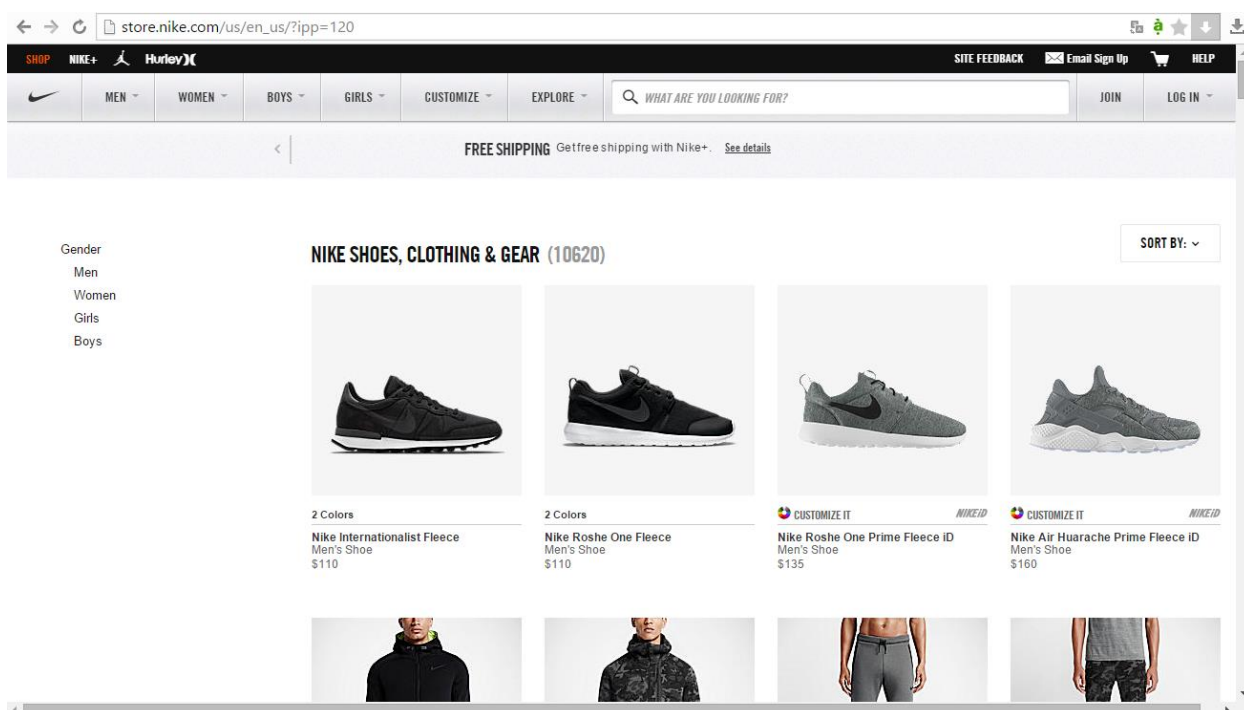 store.nike.com/us/en_us/?ipp=120
SHOP NIKE+ Hurley SITE FEEDBACK Email Sign Up HELP
MEN WOMEN BOYS GIRLS CUSTOMIZE EXPLORE WHAT ARE YOU LOOKING FOR? JOIN LOG IN
FREE SHIPPING Get free shipping with Nike+. See details
Gender
Men
Women
Girls
Boys
NIKE SHOES, CLOTHING & GEAR (10620)
SORT BY:
2 Colors
Nike Internationalist Fleece
Men's Shoe
$110
2 Colors
Nike Roshe One Fleece
Men's Shoe
$110
CUSTOMIZE IT NIKEiD
Nike Roshe One Prime Fleece iD
Men's Shoe
$135
CUSTOMIZE IT NIKEiD
Nike Air Huarache Prime Fleece iD
Men's Shoe
$160